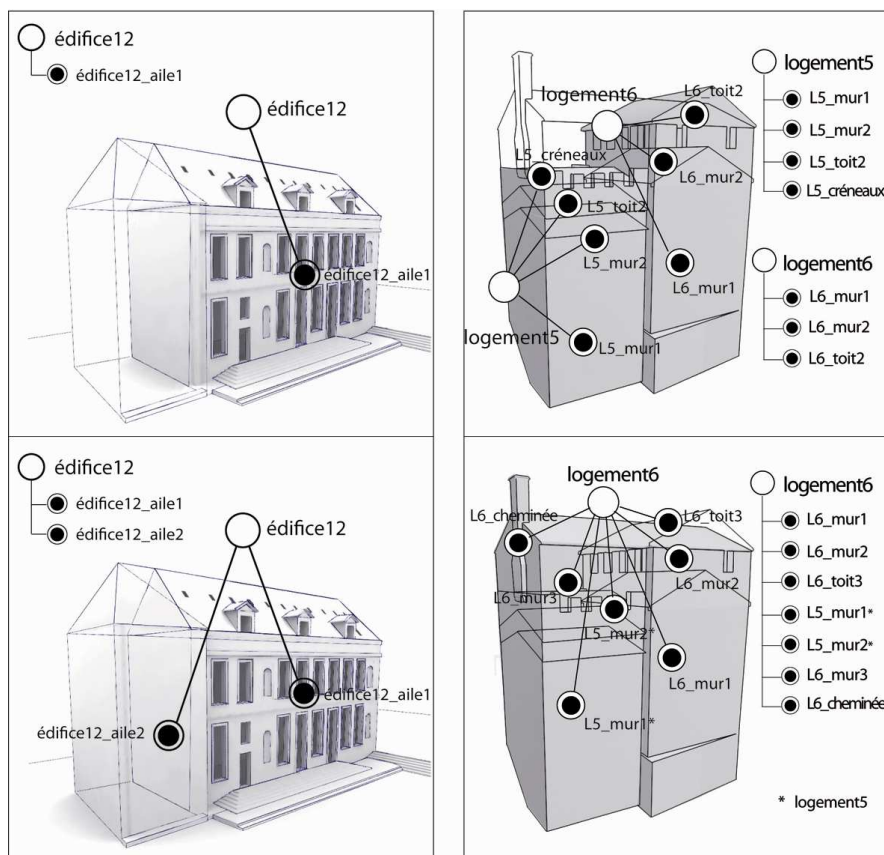 édifice12
édifice12_aile1
édifice12
édifice12_aile1
logement6
L6_toit2
L5_créneaux
L6_mur2
L5_toit2
L5_mur2
L6_mur1
logement5
L5_mur1
logement5
L5_mur1
L5_mur2
L5_toit2
L5_créneaux
logement6
L6_mur1
L6_mur2
L6_toit2
édifice12
édifice12_aile1
édifice12_aile2
édifice12
édifice12_aile1
édifice12_aile2
logement6
L6_cheminée
L6_toit3
L6_mur2
L6_mur3
L5_mur2*
L6_mur1
L5_mur1*
logement6
L6_mur1
L6_mur2
L6_toit3
L5_mur1*
L5_mur2*
L6_mur3
L6_cheminée
* logement5